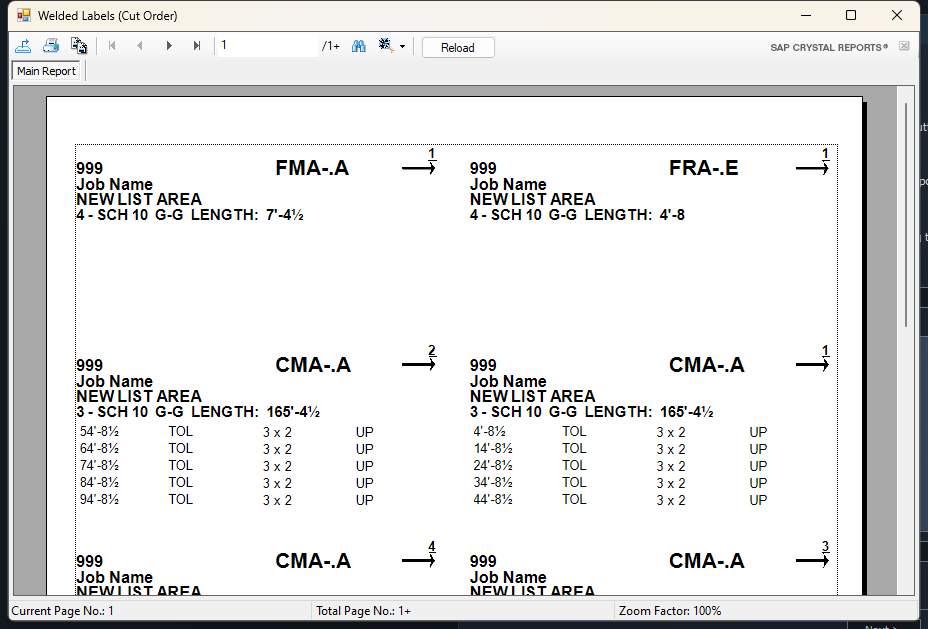 Welded Labels (Cut Order)
1 /1+ Reload SAP CRYSTAL REPORTS®
Main Report
999 FMA-.A 1
Job Name
NEW LIST AREA
4 - SCH 10 G-G LENGTH: 7'-4½
999 FRA-.E 1
Job Name
NEW LIST AREA
4 - SCH 10 G-G LENGTH: 4'-8
999 CMA-.A 2
Job Name
NEW LIST AREA
3 - SCH 10 G-G LENGTH: 165'-4½
54'-8½ TOL 3 x 2 UP
64'-8½ TOL 3 x 2 UP
74'-8½ TOL 3 x 2 UP
84'-8½ TOL 3 x 2 UP
94'-8½ TOL 3 x 2 UP
999 CMA-.A 1
Job Name
NEW LIST AREA
3 - SCH 10 G-G LENGTH: 165'-4½
4'-8½ TOL 3 x 2 UP
14'-8½ TOL 3 x 2 UP
24'-8½ TOL 3 x 2 UP
34'-8½ TOL 3 x 2 UP
44'-8½ TOL 3 x 2 UP
999 CMA-.A 4
Job Name
NEW LIST AREA
999 CMA-.A 3
Job Name
NEW LIST AREA
Current Page No.: 1 Total Page No.: 1+ Zoom Factor: 100%